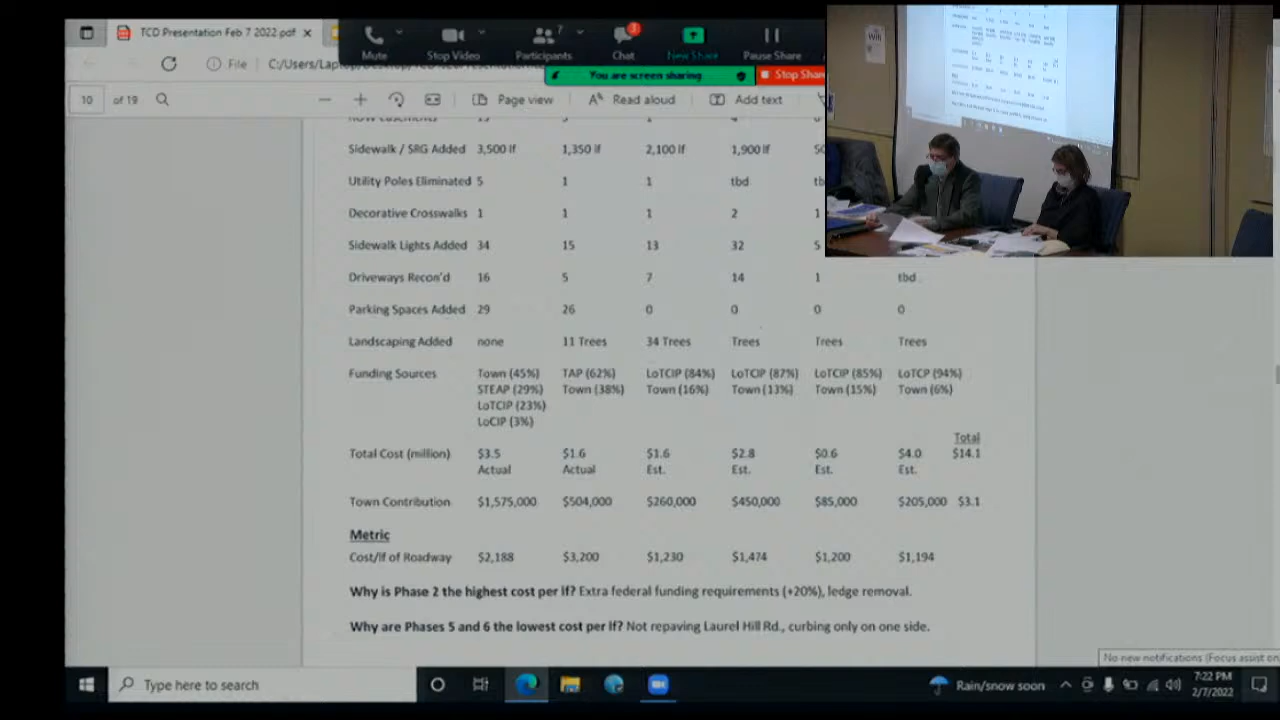 TCD Presentation Feb 7 2022.pdf
Mute
Stop Video
Participants 7
Chat 3
New Share
Pause Share
File
You are screen sharing
Stop Shar
10 of 19
Page view
Read aloud
Add text
Sidewalk / SRG Added 3,500 lf 1,350 lf 2,100 lf 1,900 lf
Utility Poles Eliminated 5 1 1 tbd
Decorative Crosswalks 1 1 1 2 1
Sidewalk Lights Added 34 15 13 32 5
Driveways Recon'd 16 5 7 14 1 tbd
Parking Spaces Added 29 26 0 0 0 0
Landscaping Added none 11 Trees 34 Trees Trees Trees Trees
Funding Sources Town (45%) TAP (62%) LoTCIP (84%) LoTCIP (87%) LoTCIP (85%) LoTCP (94%)
STEAP (29%) Town (38%) Town (16%) Town (13%) Town (15%) Town (6%)
LoTCIP (23%)
LoCIP (3%)
Total
Total Cost (million) $3.5 $1.6 $1.6 $2.8 $0.6 $4.0 $14.1
Actual Actual Est. Est. Est. Est.
Town Contribution $1,575,000 $504,000 $260,000 $450,000 $85,000 $205,000 $3.1
Metric
Cost/lf of Roadway $2,188 $3,200 $1,230 $1,474 $1,200 $1,194
Why is Phase 2 the highest cost per lf? Extra federal funding requirements (+20%), ledge removal.
Why are Phases 5 and 6 the lowest cost per lf? Not repaving Laurel Hill Rd., curbing only on one side.
No new notifications (Focus assist on
Type here to search
Rain/snow soon
7:22 PM
2/7/2022